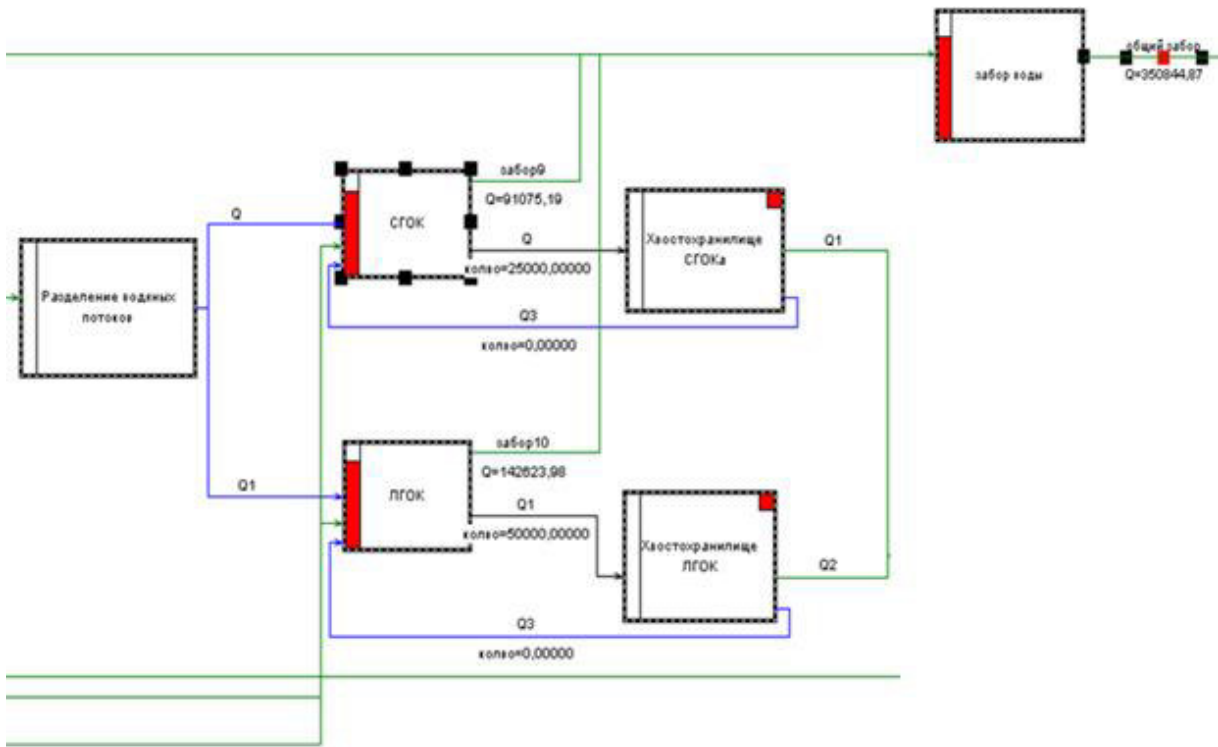 общий забор
забор воды
Q=350844,87
забор9
Q=91075,19
Q
СГОК
Q
колво=25000,00000
Хвостохранилище
СГОКа
Q1
Разделение водяных
потоков
Q3
колво=0,00000
забор10
Q=142623,98
Q1
ЛГОК
Q1
колво=50000,00000
Хвостохранилище
ЛГОК
Q2
Q3
колво=0,00000